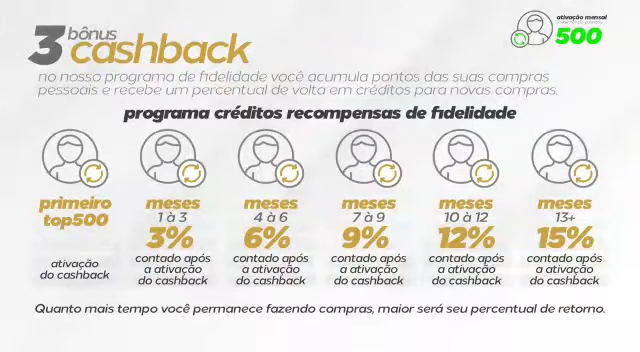 3 bônus
cashback
ativação mensal
500
no nosso programa de fidelidade você acumula pontos das suas compras
pessoais e recebe um percentual de volta em créditos para novas compras.
programa créditos recompensas de fidelidade
primeiro
top500
ativação
do cashback
meses
1 à 3
3%
contado após
a ativação
do cashback
meses
4 à 6
6%
contado após
a ativação
do cashback
meses
7 à 9
9%
contado após
a ativação
do cashback
meses
10 à 12
12%
contado após
a ativação
do cashback
meses
13+
15%
contado após
a ativação
do cashback
Quanto mais tempo você permanece fazendo compras, maior será seu percentual de retorno.